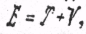 E = T + V,